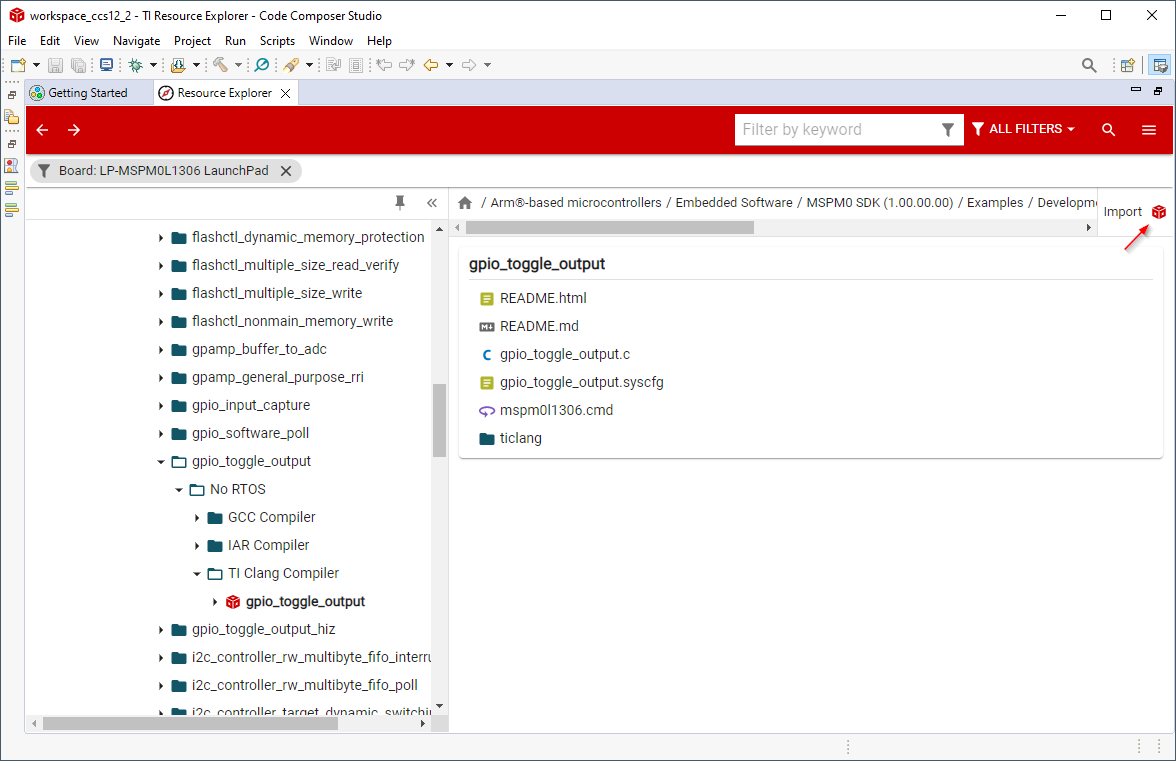 workspace_ccs12_2 - TI Resource Explorer - Code Composer Studio
File Edit View Navigate Project Run Scripts Window Help
Getting Started
Resource Explorer
Filter by keyword
ALL FILTERS
Board: LP-MSPM0L1306 LaunchPad
/ Arm®-based microcontrollers / Embedded Software / MSPM0 SDK (1.00.00.00) / Examples / Developme
Import
flashctl_dynamic_memory_protection
flashctl_multiple_size_read_verify
flashctl_multiple_size_write
flashctl_nonmain_memory_write
gpamp_buffer_to_adc
gpamp_general_purpose_rri
gpio_input_capture
gpio_software_poll
gpio_toggle_output
No RTOS
GCC Compiler
IAR Compiler
TI Clang Compiler
gpio_toggle_output
gpio_toggle_output_hiz
i2c_controller_rw_multibyte_fifo_interru
i2c_controller_rw_multibyte_fifo_poll
i2c_controller_target_dynamic_switchi
gpio_toggle_output
README.html
M↓ README.md
C gpio_toggle_output.c
gpio_toggle_output.syscfg
mspm0l1306.cmd
ticlang